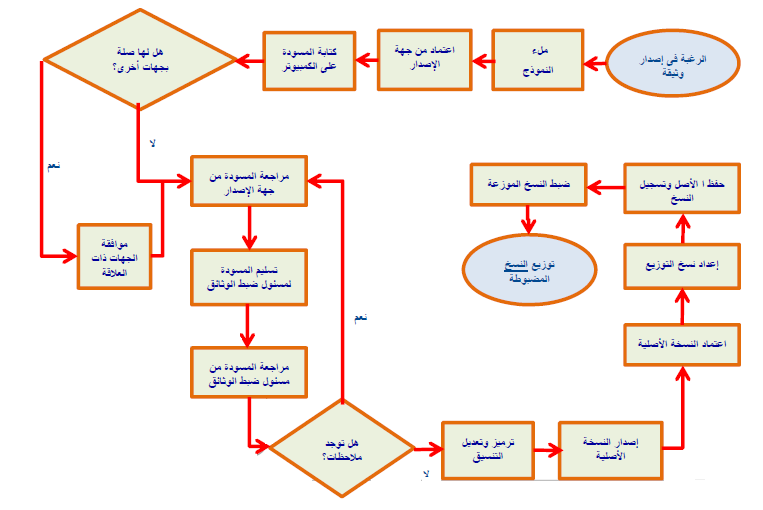 الرغبة فى إصدار
وثيقة
ملء
النموذج
اعتماد من جهة
الإصدار
كتابة المسودة
على الكمبيوتر
هل لها صلة
بجهات أخرى؟
لا
نعم
موافقة
الجهات ذات
العلاقة
مراجعة المسودة من
جهة الإصدار
تسليم المسودة
لمسئول ضبط الوثائق
مراجعة المسودة من
مسئول ضبط الوثائق
هل توجد
ملاحظات؟
نعم
لا
ترميز وتعديل
التنسيق
إصدار النسخة
الأصلية
اعتماد النسخة الأصلية
إعداد نسخ التوزيع
حفظ ا الأصل وتسجيل
النسخ
ضبط النسخ الموزعة
توزيع النسخ
المضبوطة